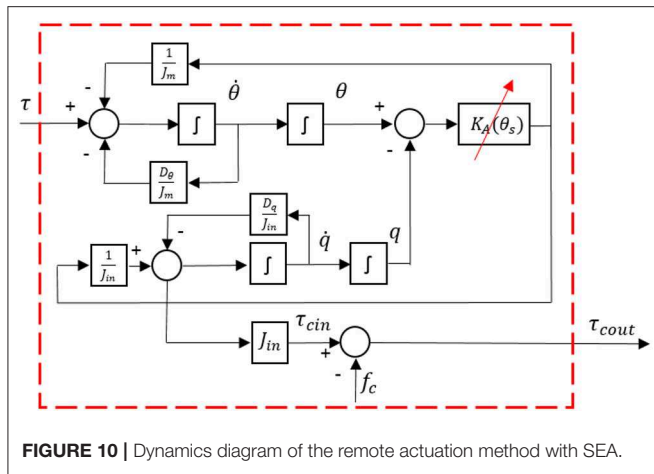 1
J_m
-
τ
+
θ̇
θ
+
∫
∫
K_A(θ_s)
-
-
D_θ
J_m
D_q
J_in
-
q̇
q
1
J_in
+
∫
∫
J_in
τ_cin
τ_cout
+
-
f_c
FIGURE 10 | Dynamics diagram of the remote actuation method with SEA.